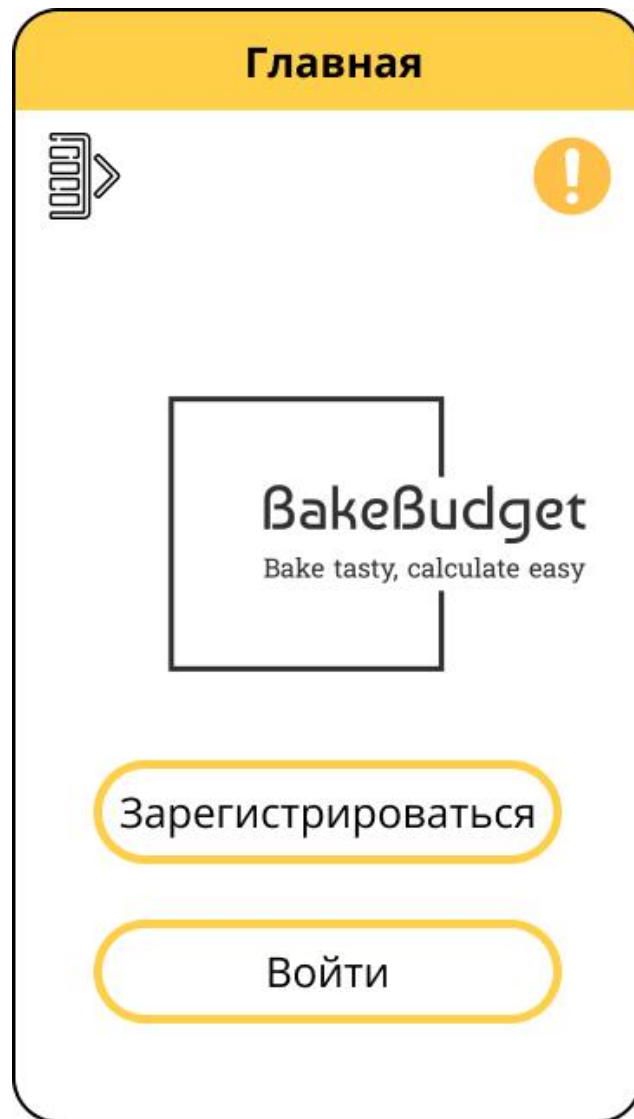 Главная
BakeBudget
Bake tasty, calculate easy
Зарегистрироваться
Войти